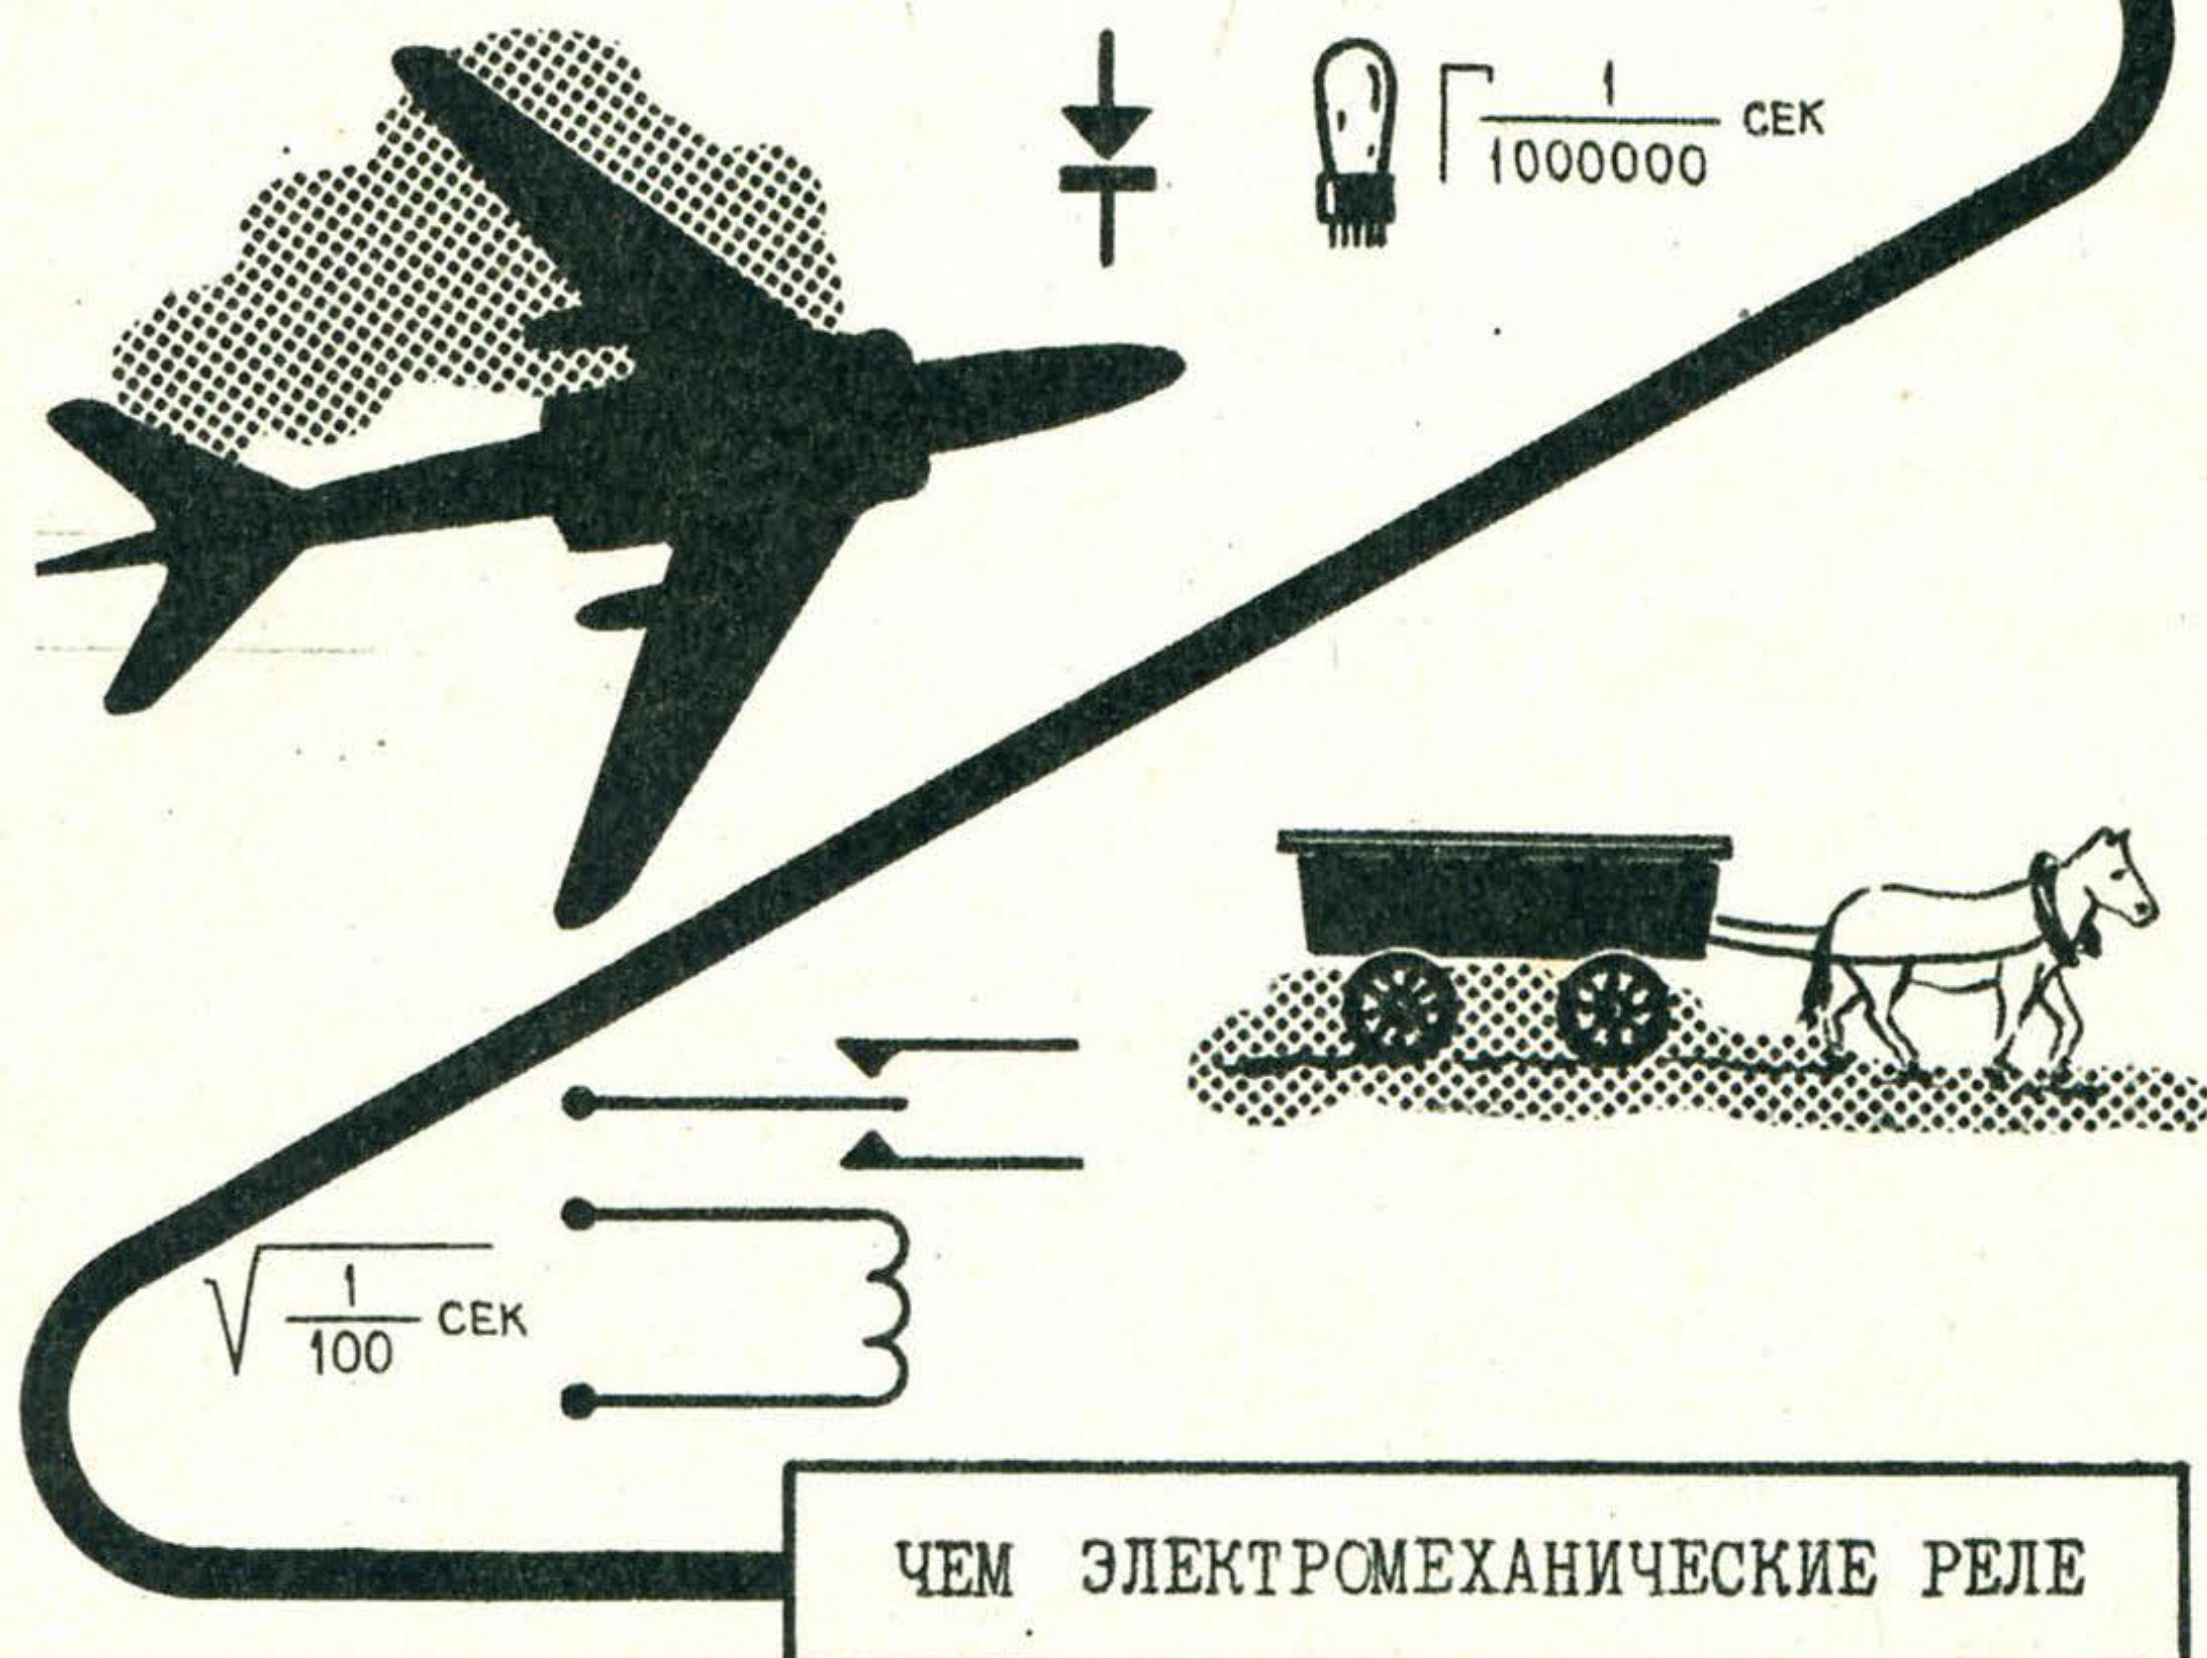 1
1000000 СЕК
1
100 СЕК
ЧЕМ ЭЛЕКТРОМЕХАНИЧЕСКИЕ РЕЛЕ